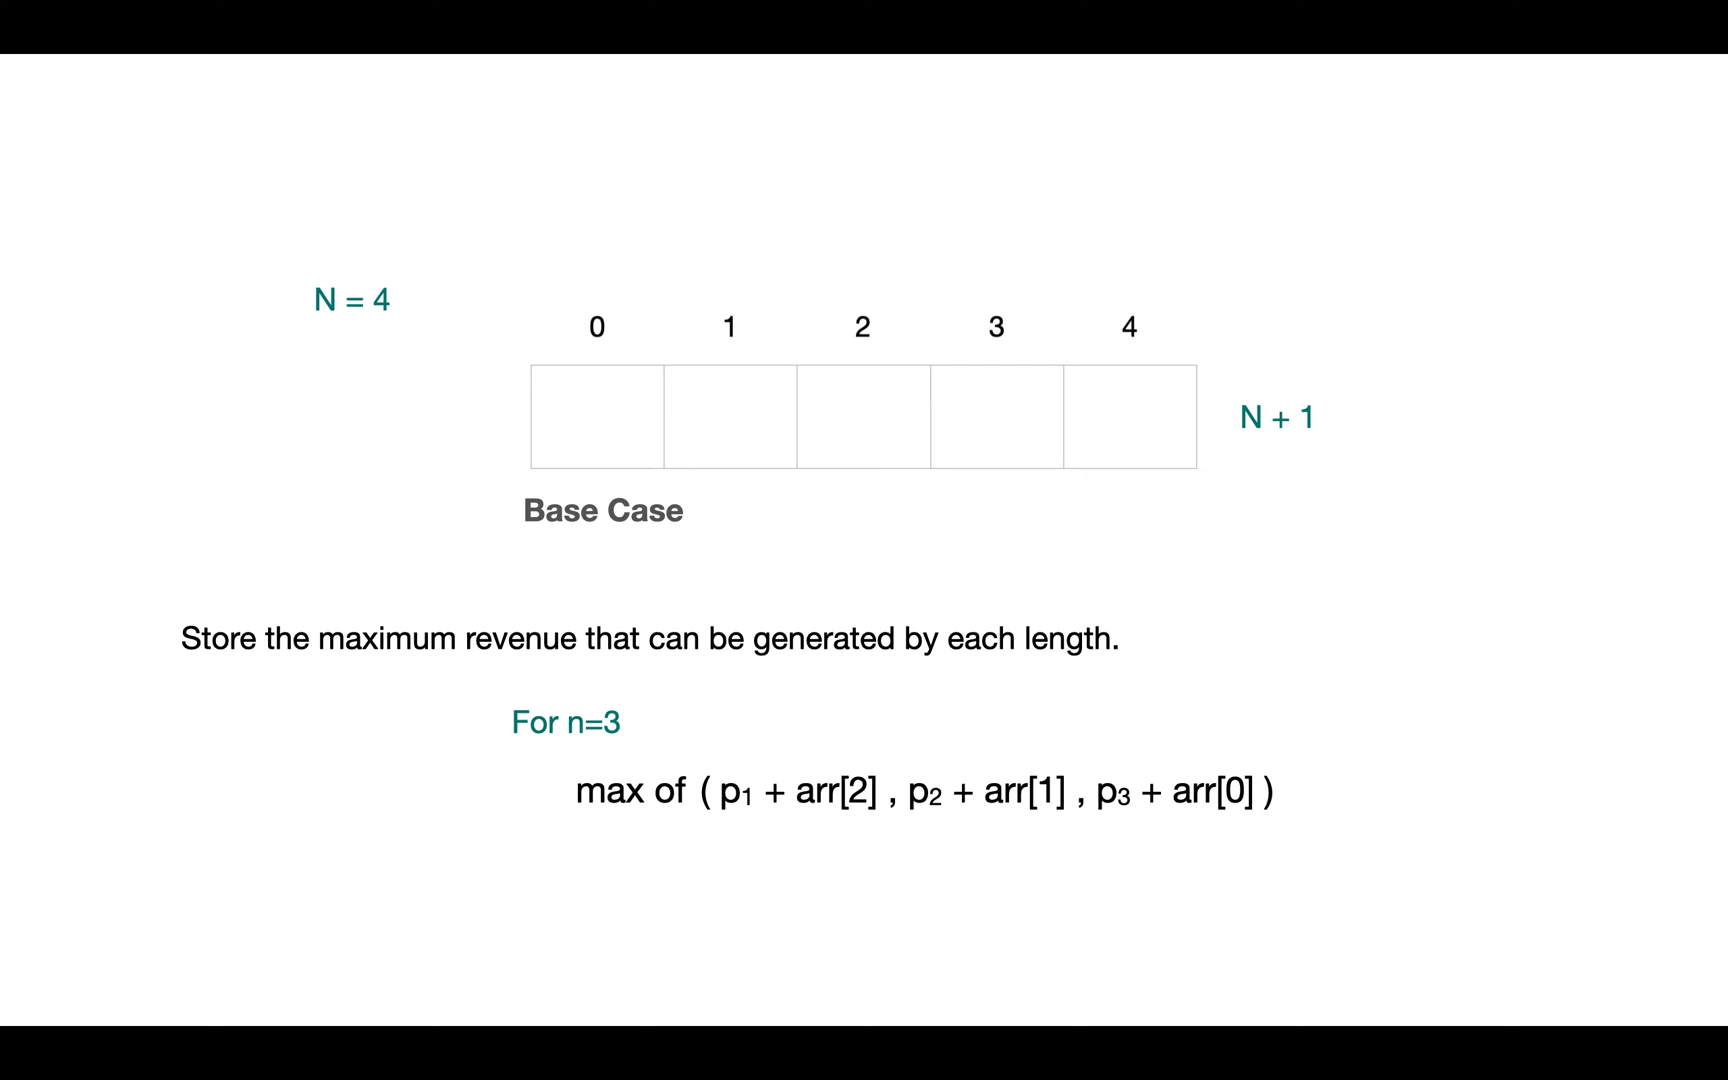 N = 4
0 1 2 3 4
N + 1
Base Case
Store the maximum revenue that can be generated by each length.
For n=3
max of ( p₁ + arr[2] , p₂ + arr[1] , p₃ + arr[0] )